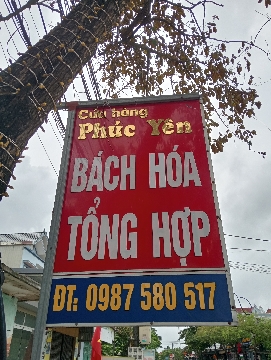 Cửa hàng
Phúc Yên
BÁCH HÓA
TỔNG HỢP
ĐT: 0987 580 517